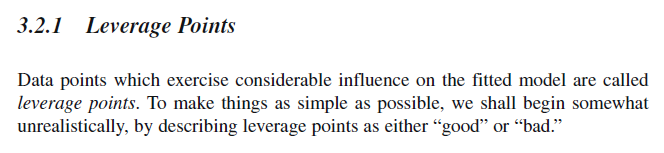 3.2.1 Leverage Points
Data points which exercise considerable influence on the fitted model are called
leverage points. To make things as simple as possible, we shall begin somewhat
unrealistically, by describing leverage points as either “good” or “bad.”